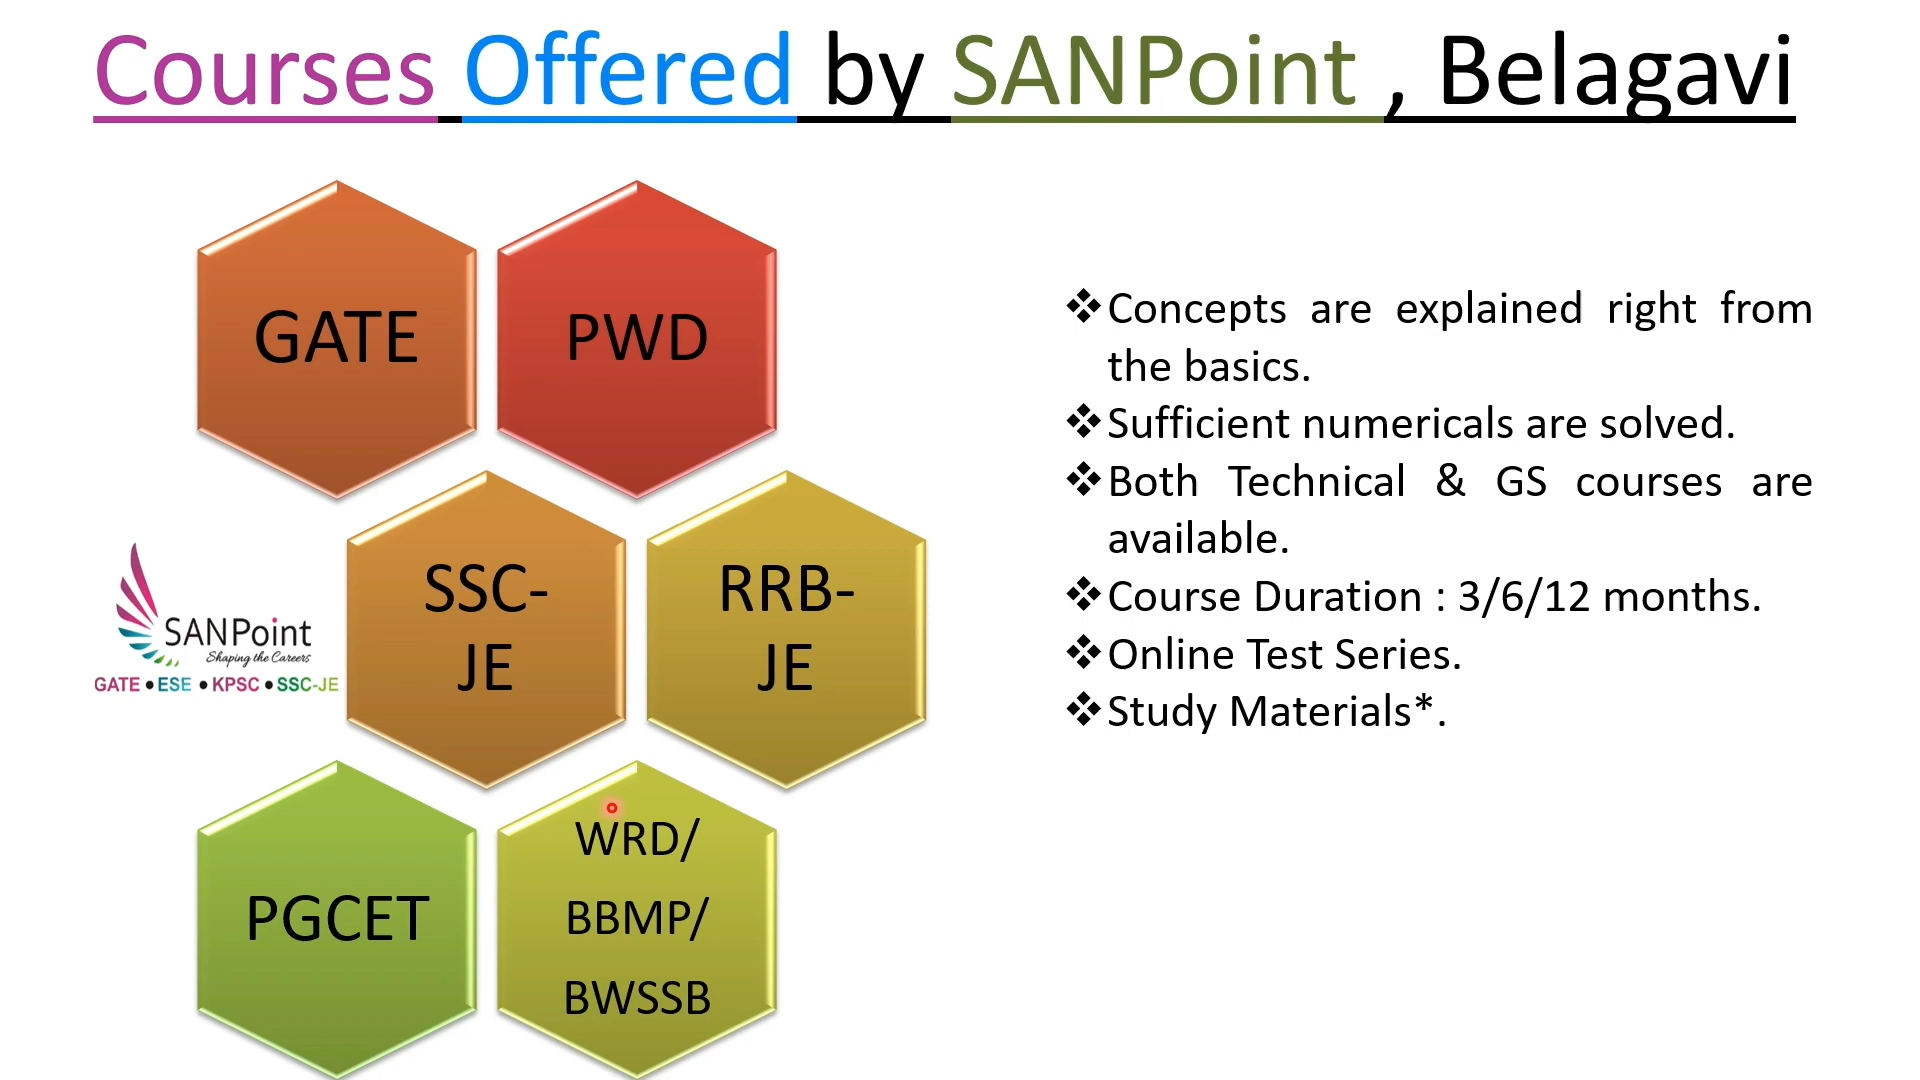 Courses Offered by SANPoint , Belagavi
GATE
PWD
SSC-
JE
RRB-
JE
SANPoint
Shaping the Careers
GATE ● ESE ● KPSC ● SSC-JE
PGCET
WRD/
BBMP/
BWSSB
❖Concepts are explained right from
the basics.
❖Sufficient numericals are solved.
❖Both Technical & GS courses are
available.
❖Course Duration : 3/6/12 months.
❖Online Test Series.
❖Study Materials*.